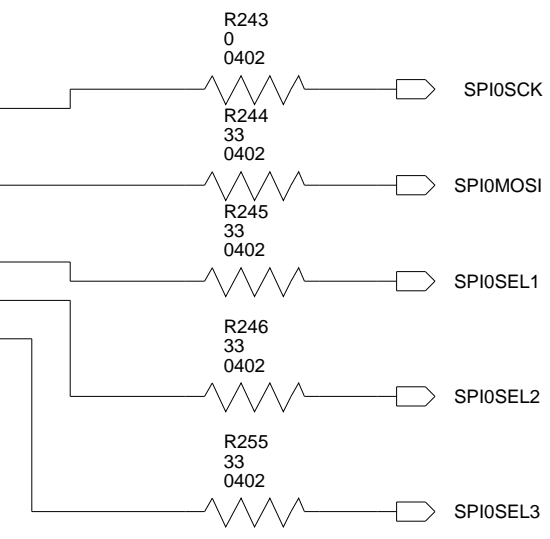 R243
0
0402
SPI0SCK
R244
33
0402
SPI0MOSI
R245
33
0402
SPI0SEL1
R246
33
0402
SPI0SEL2
R255
33
0402
SPI0SEL3